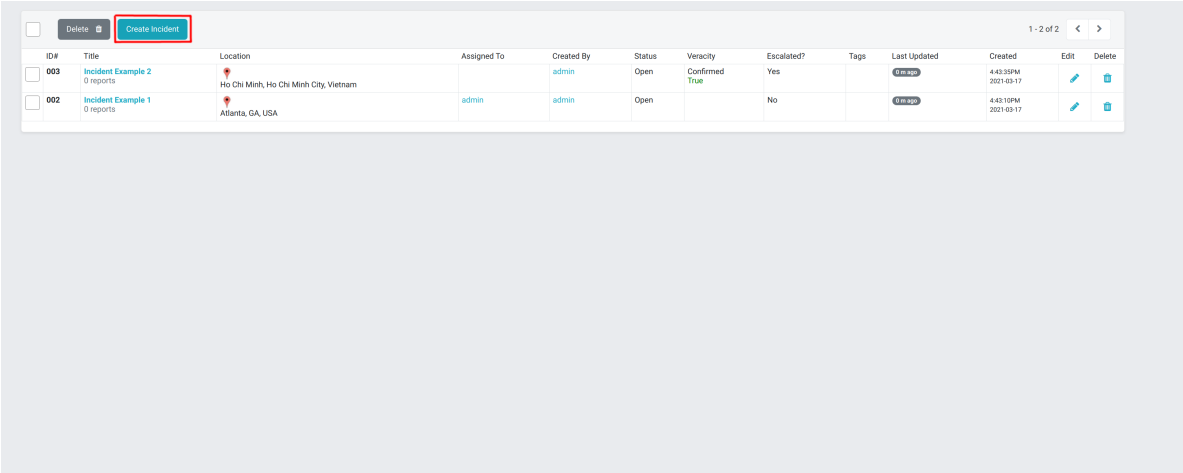 Delete Create Incident 1 - 2 of 2
ID# Title Location Assigned To Created By Status Veracity Escalated? Tags Last Updated Created Edit Delete
003 Incident Example 2 admin Open Confirmed Yes 0 m ago 4:43:35PM
0 reports Ho Chi Minh, Ho Chi Minh City, Vietnam True 2021-03-17
002 Incident Example 1 admin admin Open No 0 m ago 4:43:10PM
0 reports Atlanta, GA, USA 2021-03-17